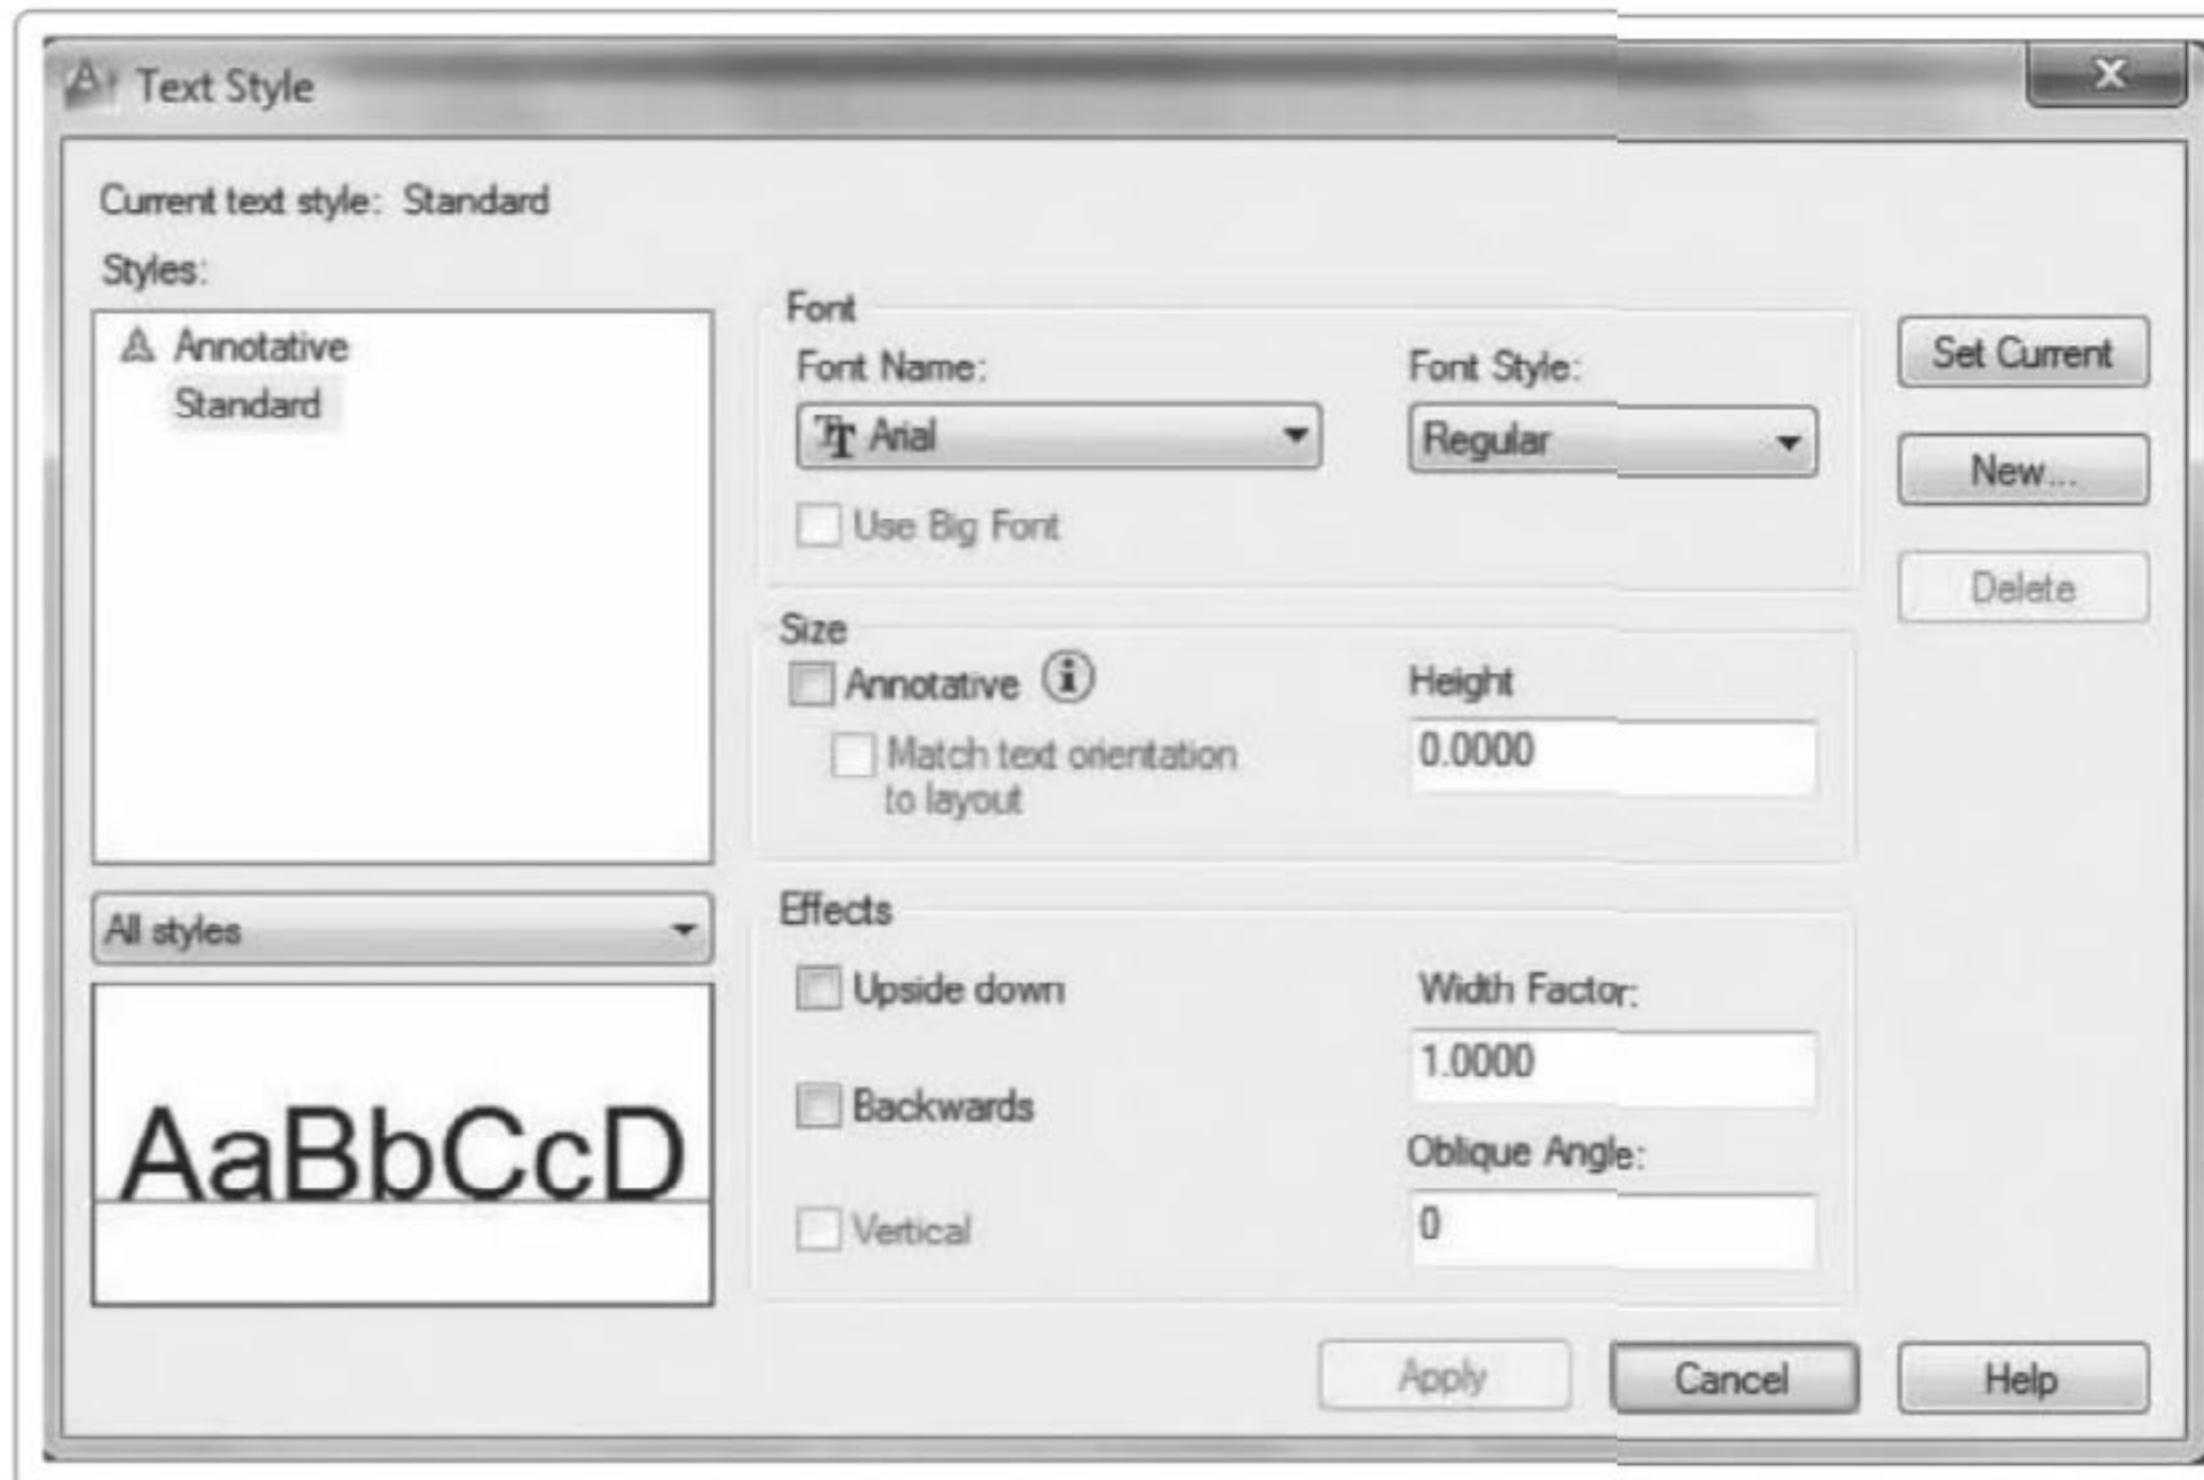 Text Style
X
Current text style: Standard
Styles:
Annotative
Standard
All styles
AaBbCcD
Font
Font Name:
Arial
Font Style:
Regular
Use Big Font
Size
Annotative
Match text orientation
to layout
Height
0.0000
Effects
Upside down
Backwards
Vertical
Width Factor:
1.0000
Oblique Angle:
0
Set Current
New...
Delete
Apply
Cancel
Help